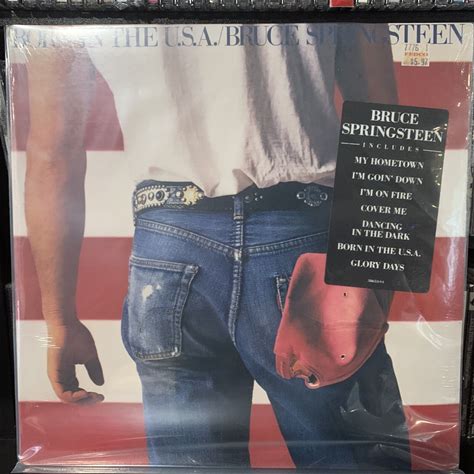 BORN IN THE U.S.A./BRUCE SPRINGSTEEN
BRUCE
SPRINGSTEEN
INCLUDES
MY HOMETOWN
I'M GOIN' DOWN
I'M ON FIRE
COVER ME
DANCING
IN THE DARK
BORN IN THE U.S.A.
GLORY DAYS